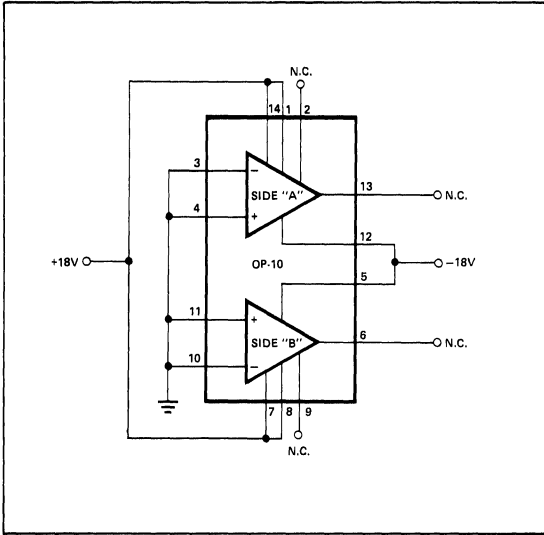 N.C.
14 1 2
3
SIDE "A"
13
N.C.
4
12
+18V
OP-10
−18V
5
11
SIDE "B"
6
N.C.
10
7 8 9
N.C.